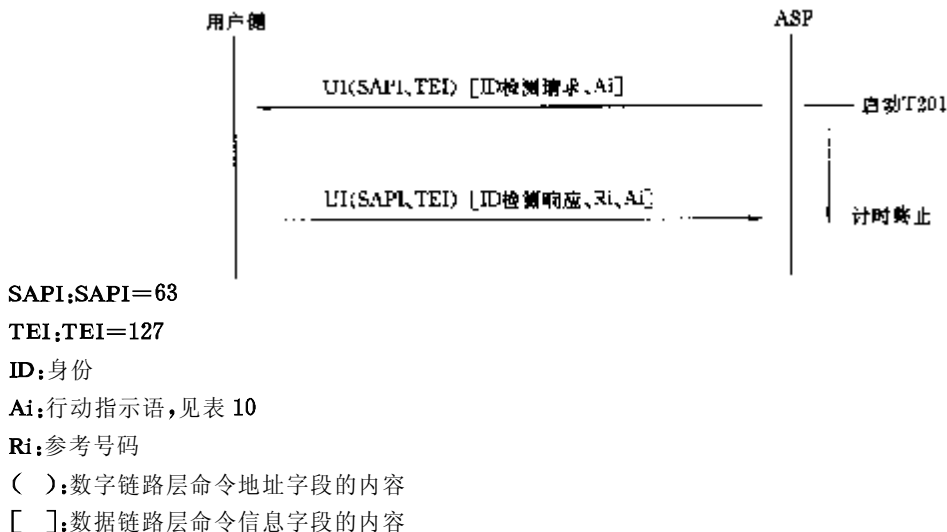 用户侧
ASP
UI(SAPI、TEI) [ID检测请求、Ai]
启动T201
UI(SAPI、TEI) [ID检测响应、Ri、Ai]
计时终止
SAPI:SAPI=63
TEI:TEI=127
ID:身份
Ai:行动指示语,见表 10
Ri:参考号码
( ):数字链路层命令地址字段的内容
[ ]:数据链路层命令信息字段的内容